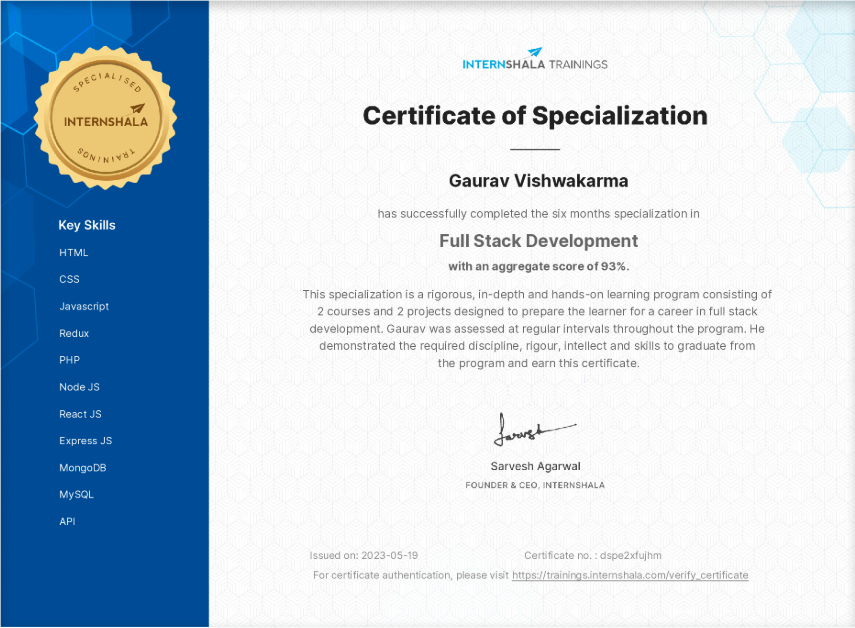 SPECIALISED
INTERNSHALA
TRAININGS
Key Skills
HTML
CSS
Javascript
Redux
PHP
Node JS
React JS
Express JS
MongoDB
MySQL
API
INTERNSHALA TRAININGS
Certificate of Specialization
Gaurav Vishwakarma
has successfully completed the six months specialization in
Full Stack Development
with an aggregate score of 93%.
This specialization is a rigorous, in-depth and hands-on learning program consisting of
2 courses and 2 projects designed to prepare the learner for a career in full stack
development. Gaurav was assessed at regular intervals throughout the program. He
demonstrated the required discipline, rigour, intellect and skills to graduate from
the program and earn this certificate.
Sarvesh
Sarvesh Agarwal
FOUNDER & CEO, INTERNSHALA
Issued on: 2023-05-19 Certificate no. : dspe2xfujhm
For certificate authentication, please visit https://trainings.internshala.com/verify_certificate